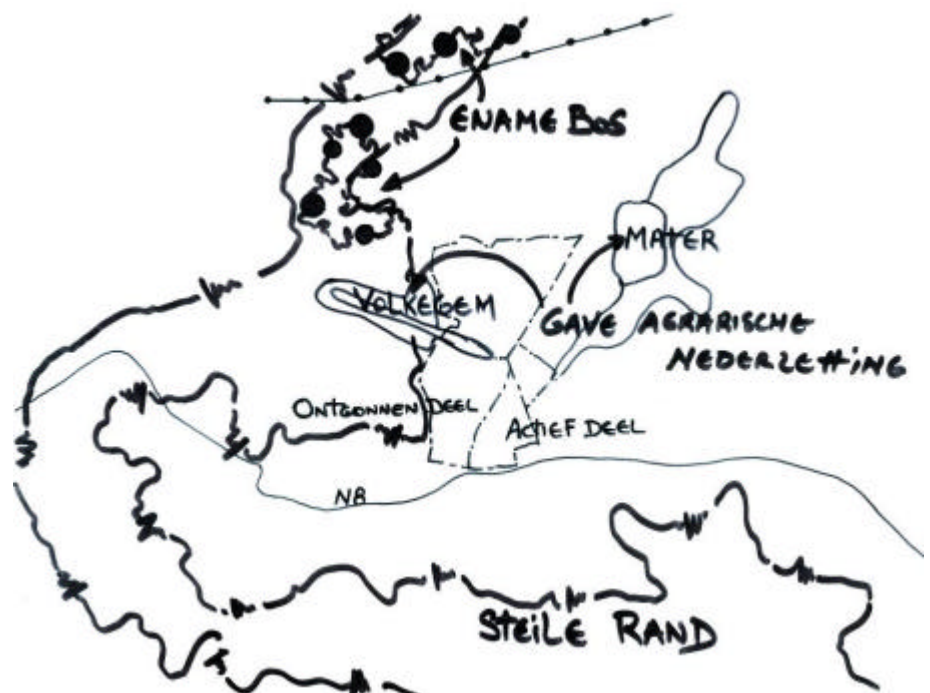 ENAME BOS
MATER
VOLKEGEM
GAVE AGRARISCHE
NEDERZETTING
ONTGONNEN DEEL
ACTIEF DEEL
N8
STEILE RAND